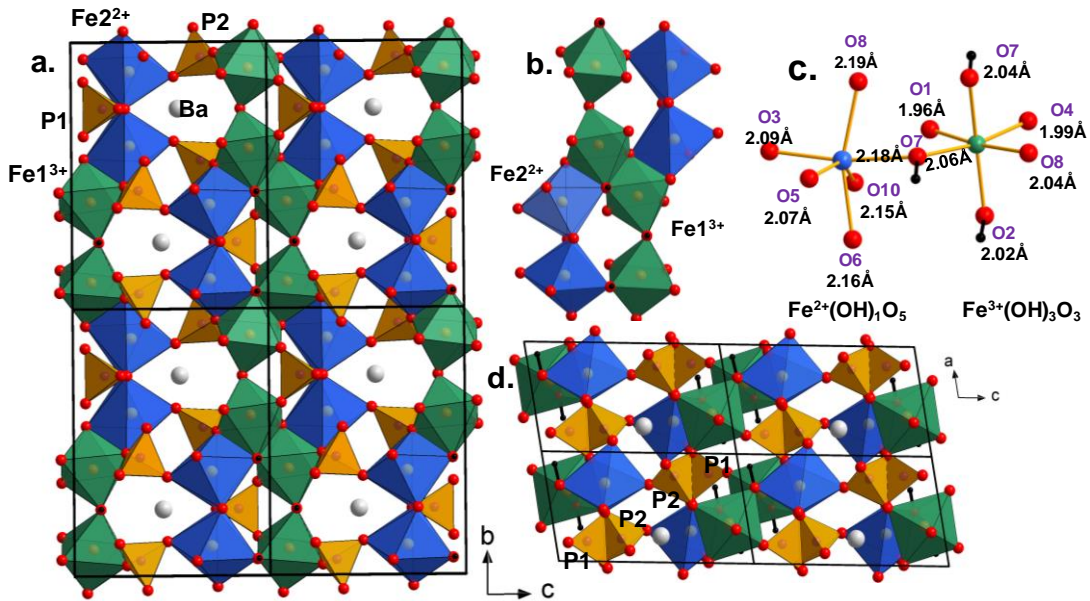 a.
Fe2²⁺
P2
Ba
P1
Fe1³⁺
b
c
b.
Fe2²⁺
Fe1³⁺
c.
O8
2.19Å
O7
2.04Å
O3
2.09Å
O1
1.96Å
O4
1.99Å
2.18Å
O7
2.06Å
O8
2.04Å
O5
2.07Å
O10
2.15Å
O2
2.02Å
O6
2.16Å
Fe²⁺(OH)₁O₅
Fe³⁺(OH)₃O₃
d.
a
c
P1
P2
P2
P1